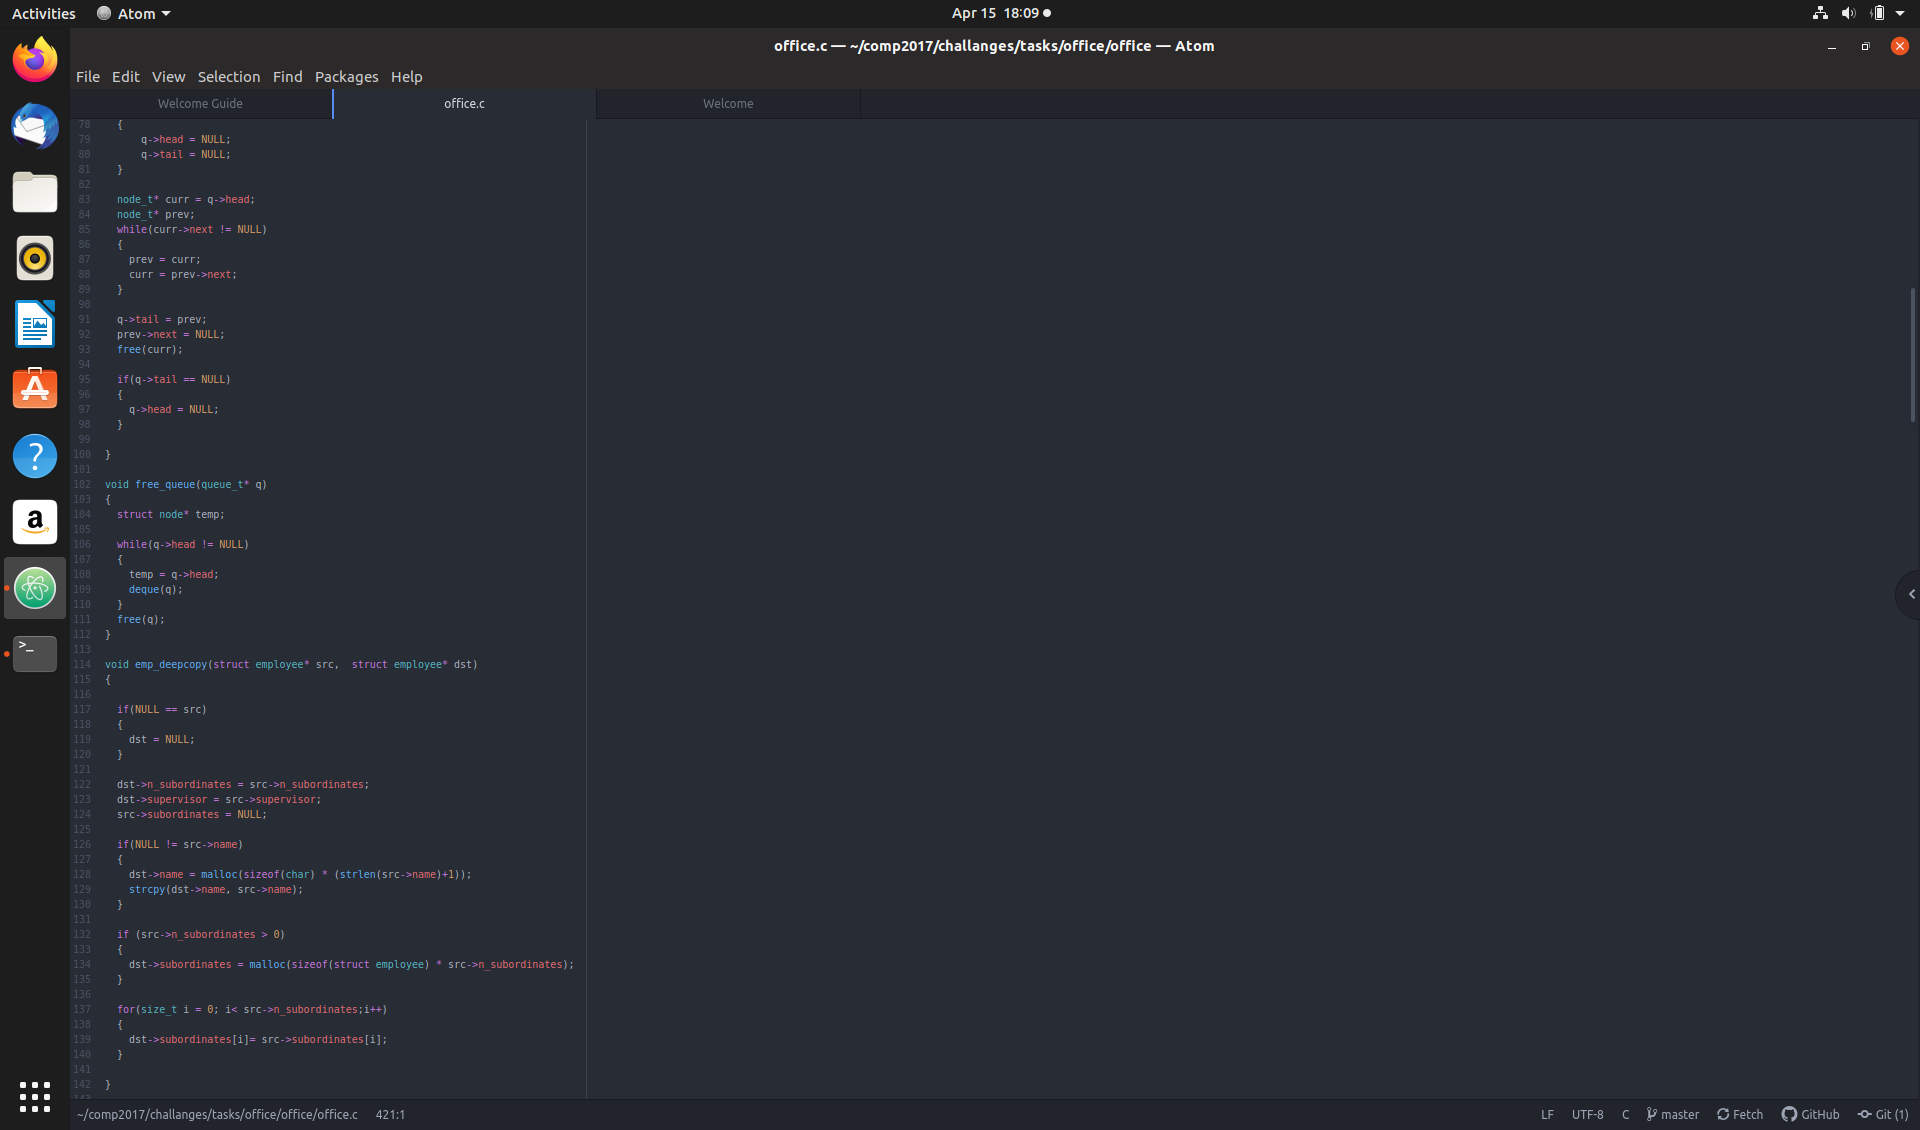 Activities Atom Apr 15 18:09
office.c — ~/comp2017/challanges/tasks/office/office — Atom
File Edit View Selection Find Packages Help
Welcome Guide office.c Welcome
78 {
79 q->head = NULL;
80 q->tail = NULL;
81 }
82
83 node_t* curr = q->head;
84 node_t* prev;
85 while(curr->next != NULL)
86 {
87 prev = curr;
88 curr = prev->next;
89 }
90
91 q->tail = prev;
92 prev->next = NULL;
93 free(curr);
94
95 if(q->tail == NULL)
96 {
97 q->head = NULL;
98 }
99
100 }
101
102 void free_queue(queue_t* q)
103 {
104 struct node* temp;
105
106 while(q->head != NULL)
107 {
108 temp = q->head;
109 deque(q);
110 }
111 free(q);
112 }
113
114 void emp_deepcopy(struct employee* src,  struct employee* dst)
115 {
116
117 if(NULL == src)
118 {
119 dst = NULL;
120 }
121
122 dst->n_subordinates = src->n_subordinates;
123 dst->supervisor = src->supervisor;
124 src->subordinates = NULL;
125
126 if(NULL != src->name)
127 {
128 dst->name = malloc(sizeof(char) * (strlen(src->name)+1));
129 strcpy(dst->name, src->name);
130 }
131
132 if (src->n_subordinates > 0)
133 {
134 dst->subordinates = malloc(sizeof(struct employee) * src->n_subordinates);
135 }
136
137 for(size_t i = 0; i< src->n_subordinates;i++)
138 {
139 dst->subordinates[i]= src->subordinates[i];
140 }
141
142 }
~/comp2017/challanges/tasks/office/office/office.c 421:1 LF UTF-8 C master Fetch GitHub Git (1)